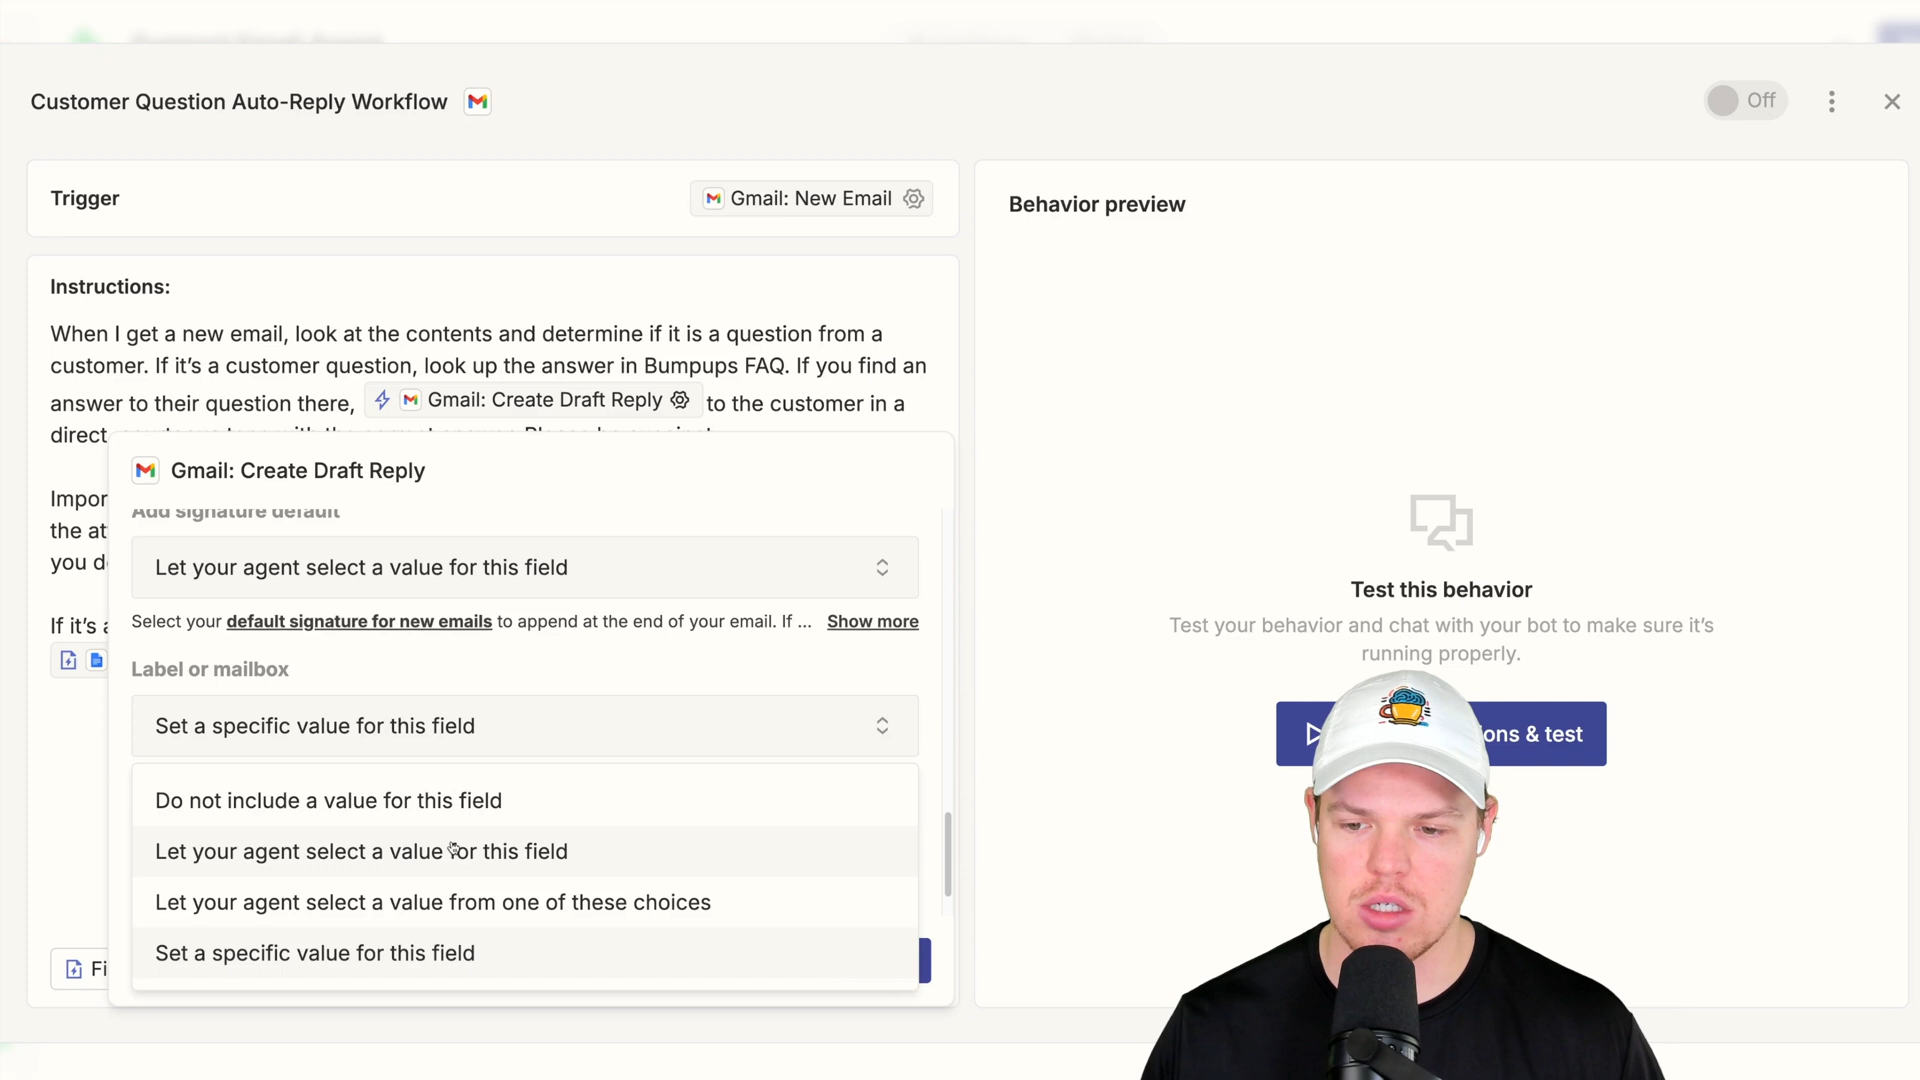 Customer Question Auto-Reply Workflow
Off
Trigger
Gmail: New Email
Behavior preview
Instructions:
When I get a new email, look at the contents and determine if it is a question from a
customer. If it’s a customer question, look up the answer in Bumpups FAQ. If you find an
answer to their question there, Gmail: Create Draft Reply to the customer in a
direct
Gmail: Create Draft Reply
Add signature default
Impor
the at
Let your agent select a value for this field
you d
Select your default signature for new emails to append at the end of your email. If ... Show more
If it’s
Label or mailbox
Set a specific value for this field
Do not include a value for this field
Let your agent select a value for this field
Let your agent select a value from one of these choices
Set a specific value for this field
Fi
Test this behavior
Test your behavior and chat with your bot to make sure it’s
running properly.
ons & test